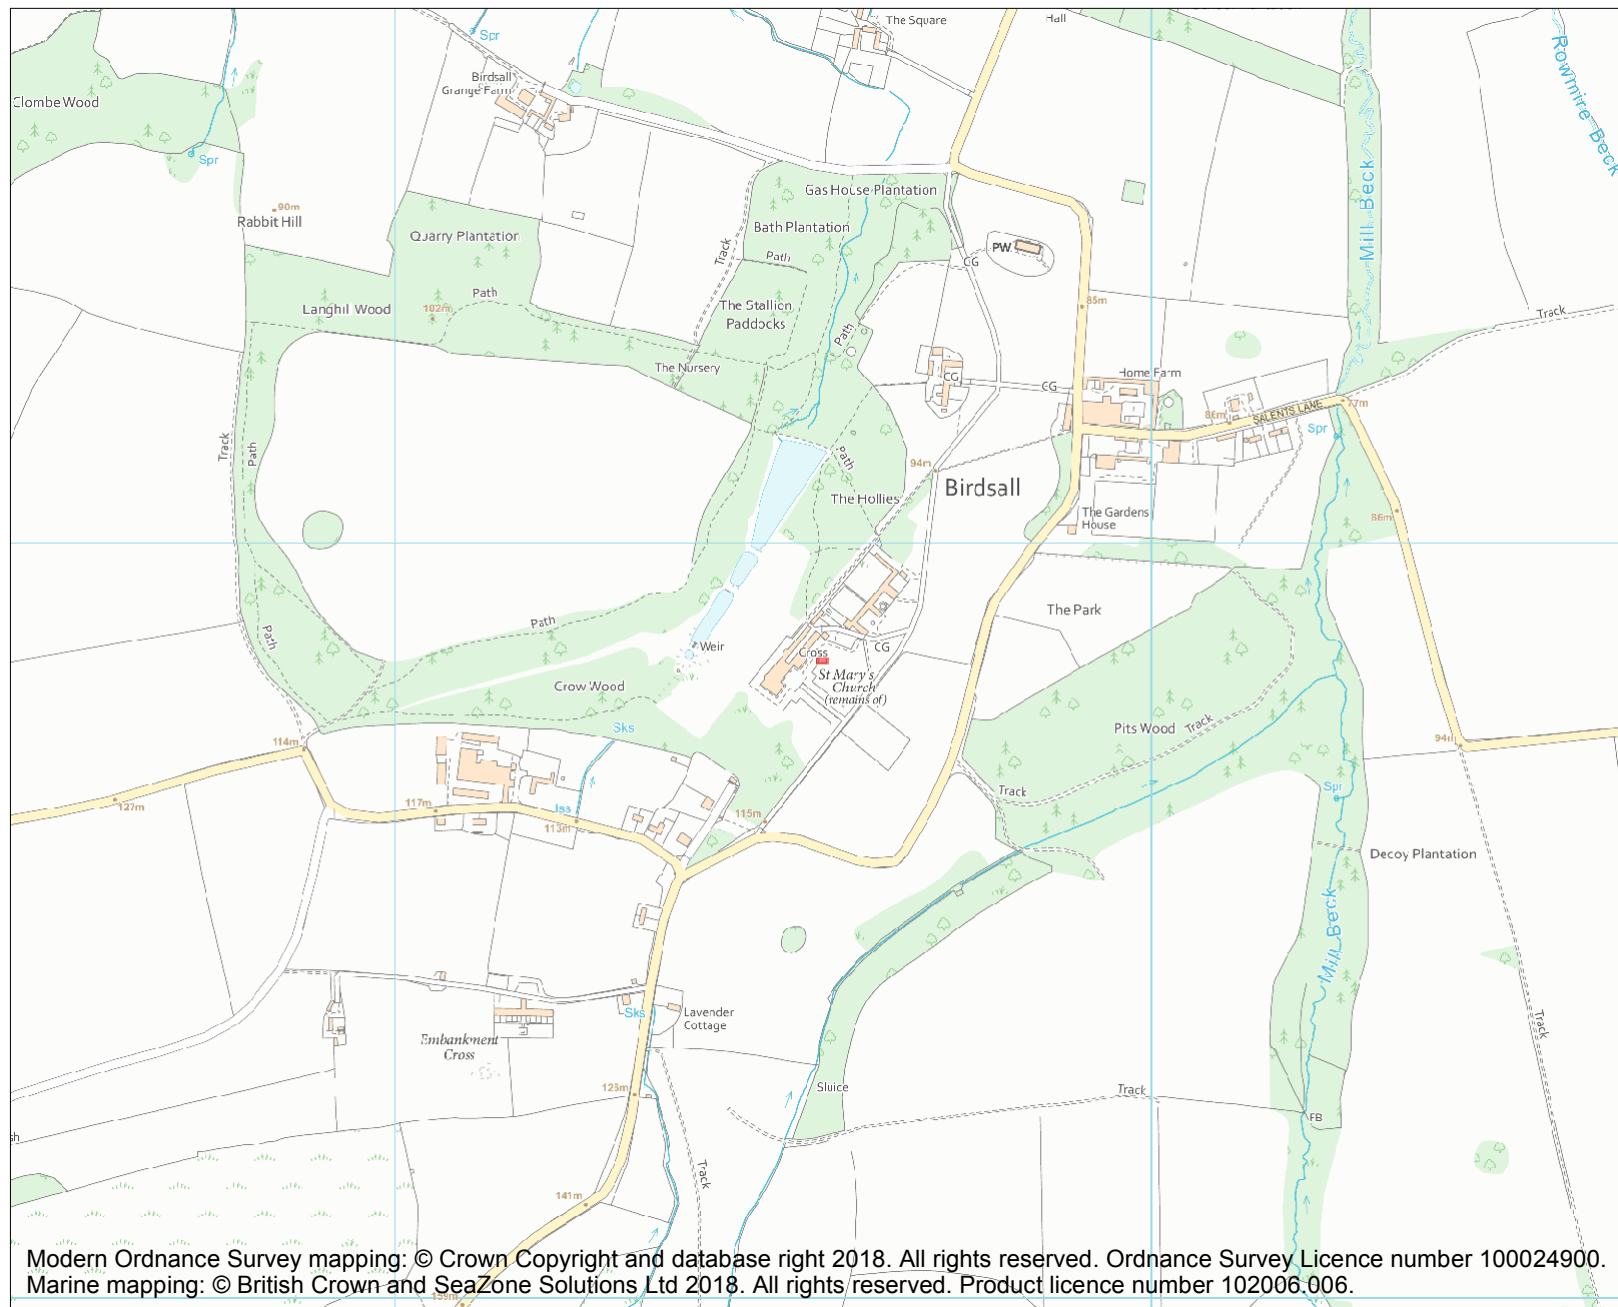 The Square
Hall
Spr
Rowmire Beck
Birdsall
Grange Farm
Clombe Wood
Spr
Mill Beck
Gas House Plantation
90m
Rabbit Hill
Quarry Plantation
Bath Plantation
PW
Track
Path
CG
Path
Langhill Wood
102m
The Stallion
Paddocks
85m
Track
Path
The Nursery
CG
CG
Home Farm
86m
SALENTS LANE
77m
Spr
Track
Path
Path
94m
Birdsall
The Hollies
The Gardens
House
86m
The Park
Path
Path
Weir
Cross
CG
St Mary's
Church
(remains of)
Crow Wood
Sks
Pits Wood
Track
114m
94m
Track
Spr
127m
117m
Iss
113m
115m
Decoy Plantation
Mill Beck
Sks
Lavender
Cottage
Embankment
Cross
Track
126m
Sluice
Track
FB
sh
Track
141m
Modern Ordnance Survey mapping: © Crown Copyright and database right 2018. All rights reserved. Ordnance Survey Licence number 100024900.
Marine mapping: © British Crown and SeaZone Solutions Ltd 2018. All rights reserved. Product licence number 102006.006.
159m